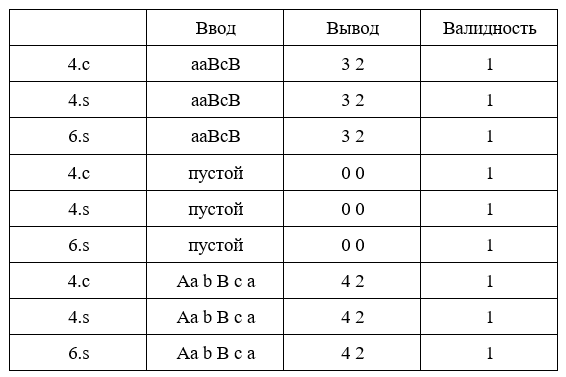 Ввод Вывод Валидность
4.c aaBcB 3 2 1
4.s aaBcB 3 2 1
6.s aaBcB 3 2 1
4.c пустой 0 0 1
4.s пустой 0 0 1
6.s пустой 0 0 1
4.c Aa b B c a 4 2 1
4.s Aa b B c a 4 2 1
6.s Aa b B c a 4 2 1